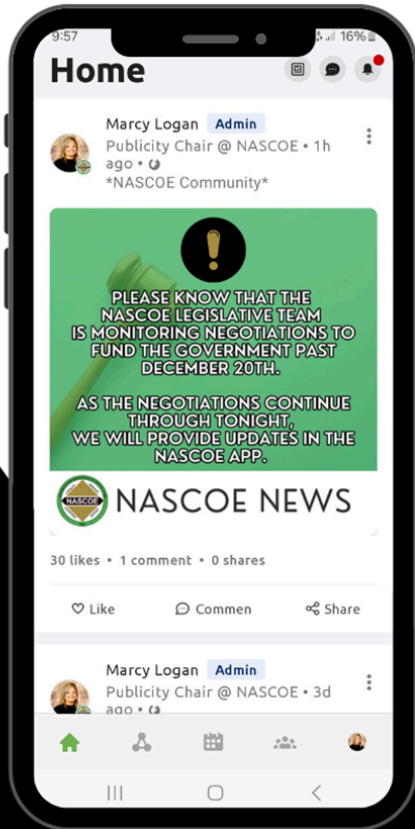 9:57
16%
Home
Marcy Logan Admin
Publicity Chair @ NASCOE • 1h
ago •
*NASCOE Community*
!
PLEASE KNOW THAT THE
NASCOE LEGISLATIVE TEAM
IS MONITORING NEGOTIATIONS TO
FUND THE GOVERNMENT PAST
DECEMBER 20TH.
AS THE NEGOTIATIONS CONTINUE
THROUGH TONIGHT,
WE WILL PROVIDE UPDATES IN THE
NASCOE APP.
NASCOE
NASCOE NEWS
30 likes • 1 comment • 0 shares
Like
Commen
Share
Marcy Logan Admin
Publicity Chair @ NASCOE • 3d
ago •